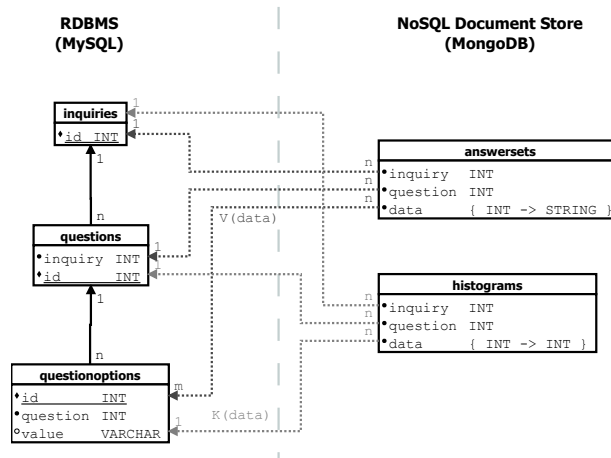 RDBMS
(MySQL)
NoSQL Document Store
(MongoDB)
inquiries
id INT
1
1
1
n
questions
inquiry INT
id INT
1
1
1
n
questionoptions
id INT
question INT
value VARCHAR
m
1
V(data)
K(data)
answersets
n inquiry INT
n question INT
n data { INT -> STRING }
histograms
n inquiry INT
n question INT
n data { INT -> INT }